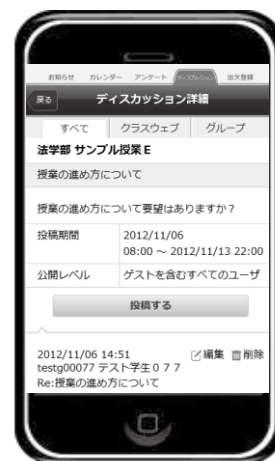 お知らせ カレンダー アンケート ディスカッション 出欠登録
戻る ディスカッション詳細
すべて クラスウェブ グループ
法学部 サンプル授業E
授業の進め方について
授業の進め方について要望はありますか?
投稿期間 2012/11/06
08:00 ~ 2012/11/13 22:00
公開レベル ゲストを含むすべてのユーザ
投稿する
2012/11/06 14:51 編集 削除
testg00077 テスト学生077
Re:授業の進め方について